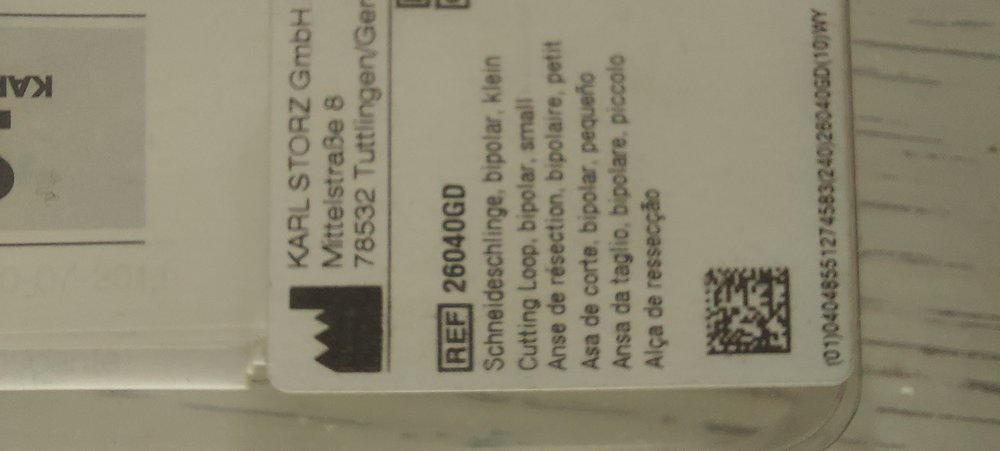 KARL STORZ GmbH
Mittelstraße 8
78532 Tuttlingen/Ger
REF 26040GD
Schneideschlinge, bipolar, klein
Cutting Loop, bipolar, small
Anse de résection, bipolaire, petit
Asa de corte, bipolar, pequeño
Ansa da taglio, bipolare, piccolo
Alça de ressecção
(01)04048551274583(240)26040GD(10)WY
KAR